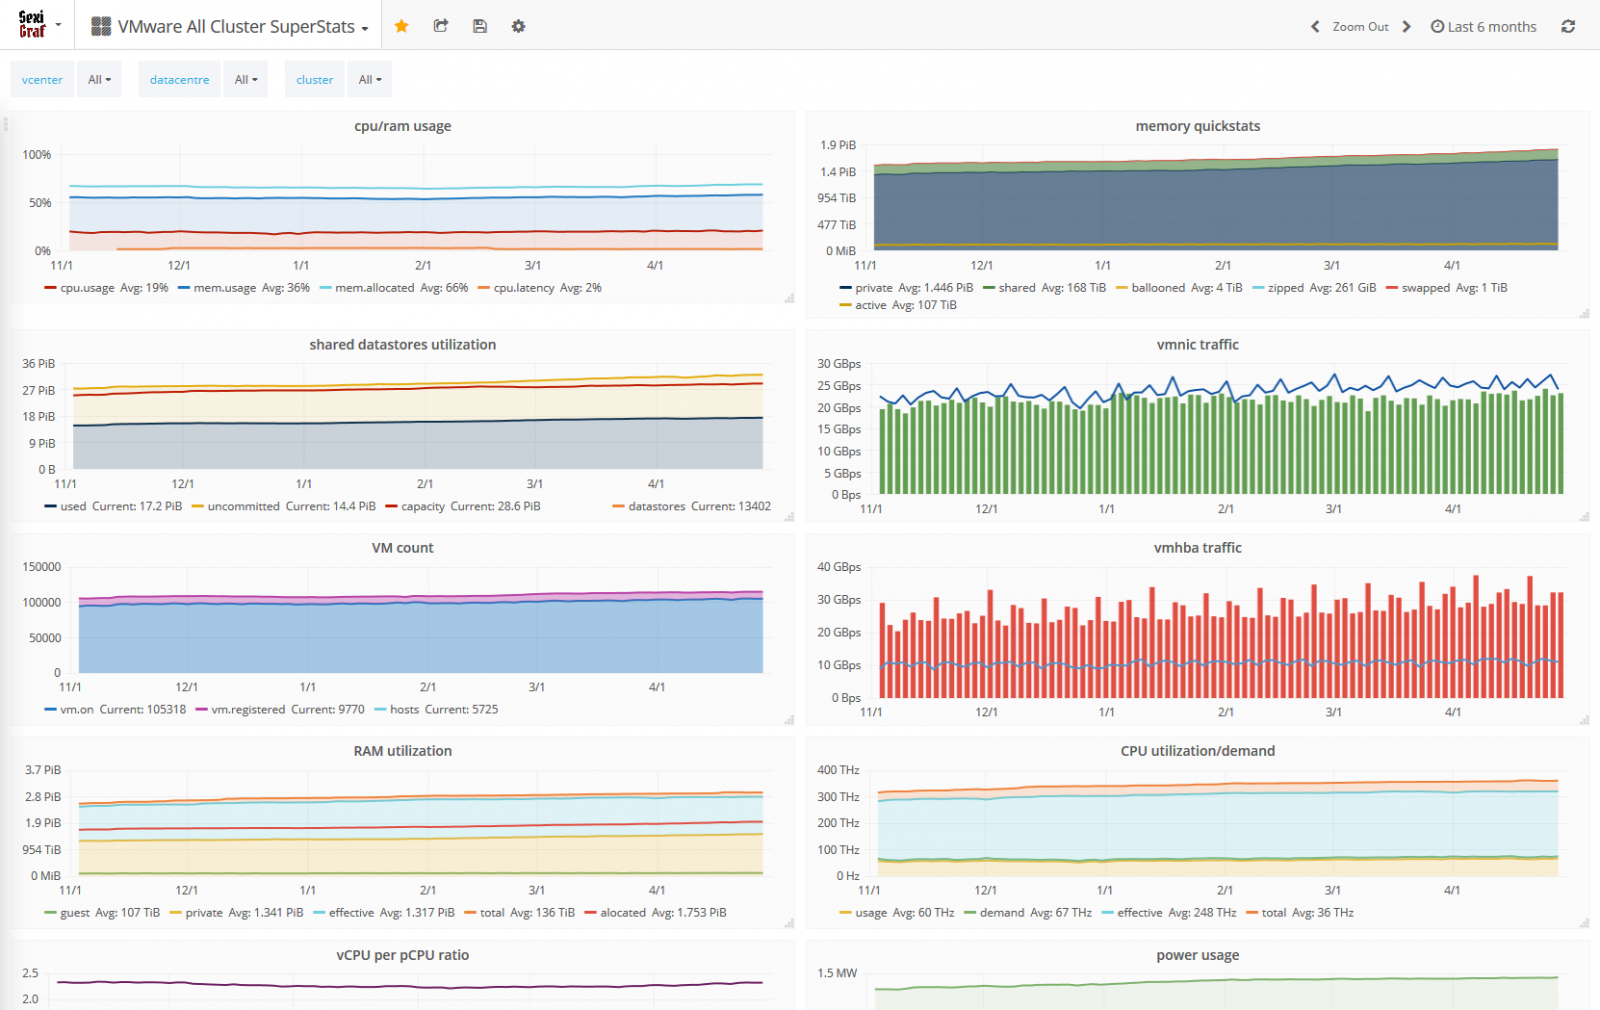 Sexi Graf
VMware All Cluster SuperStats
Zoom Out
Last 6 months
vcenter All datacentre All cluster All
cpu/ram usage
100%
50%
0%
11/1 12/1 1/1 2/1 3/1 4/1
cpu.usage Avg: 19% mem.usage Avg: 36% mem.allocated Avg: 66% cpu.latency Avg: 2%
memory quickstats
1.9 PiB
1.4 PiB
954 TiB
477 TiB
0 MiB
11/1 12/1 1/1 2/1 3/1 4/1
private Avg: 1.446 PiB shared Avg: 168 TiB ballooned Avg: 4 TiB zipped Avg: 261 GiB swapped Avg: 1 TiB
active Avg: 107 TiB
shared datastores utilization
36 PiB
27 PiB
18 PiB
9 PiB
0 B
11/1 12/1 1/1 2/1 3/1 4/1
used Current: 17.2 PiB uncommitted Current: 14.4 PiB capacity Current: 28.6 PiB datastores Current: 13402
vmnic traffic
30 GBps
25 GBps
20 GBps
15 GBps
10 GBps
5 GBps
0 Bps
11/1 12/1 1/1 2/1 3/1 4/1
VM count
150000
100000
50000
0
11/1 12/1 1/1 2/1 3/1 4/1
vm.on Current: 105318 vm.registered Current: 9770 hosts Current: 5725
vmhba traffic
40 GBps
30 GBps
20 GBps
10 GBps
0 Bps
11/1 12/1 1/1 2/1 3/1 4/1
RAM utilization
3.7 PiB
2.8 PiB
1.9 PiB
954 TiB
0 MiB
11/1 12/1 1/1 2/1 3/1 4/1
guest Avg: 107 TiB private Avg: 1.341 PiB effective Avg: 1.317 PiB total Avg: 136 TiB alocated Avg: 1.753 PiB
CPU utilization/demand
400 THz
300 THz
200 THz
100 THz
0 Hz
11/1 12/1 1/1 2/1 3/1 4/1
usage Avg: 60 THz demand Avg: 67 THz effective Avg: 248 THz total Avg: 36 THz
vCPU per pCPU ratio
2.5
2.0
power usage
1.5 MW